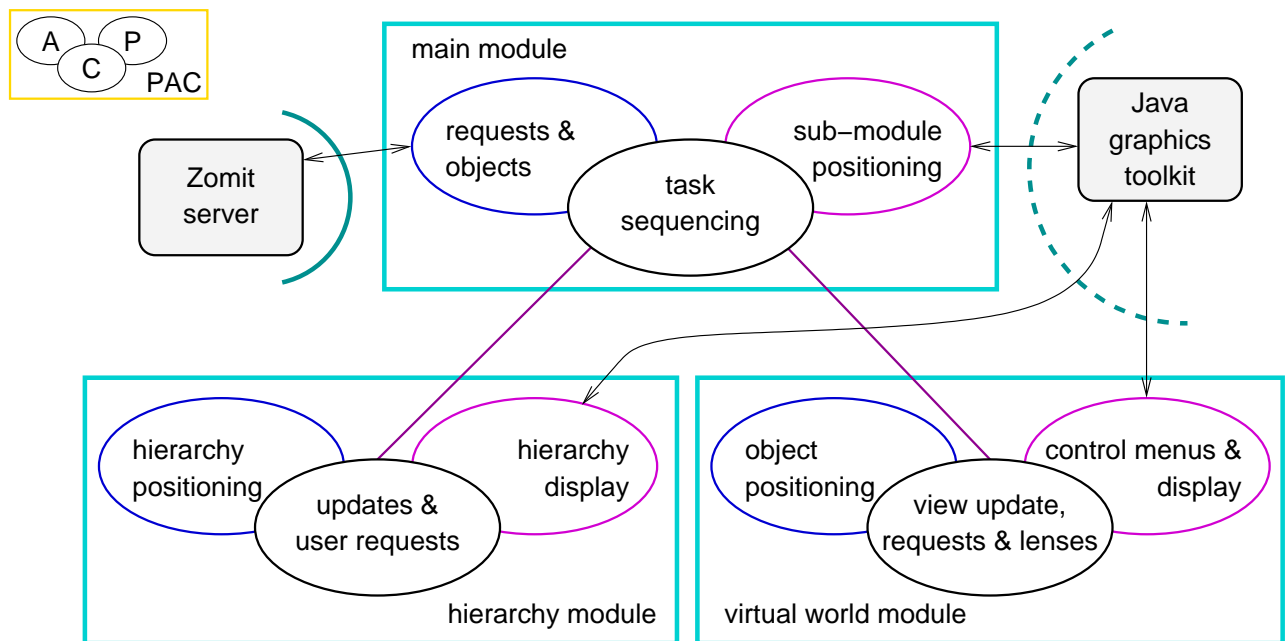 A
P
C
PAC
main module
requests &
objects
sub−module
positioning
task
sequencing
Zomit
server
Java
graphics
toolkit
hierarchy
positioning
hierarchy
display
updates &
user requests
hierarchy module
object
positioning
control menus &
display
view update,
requests & lenses
virtual world module